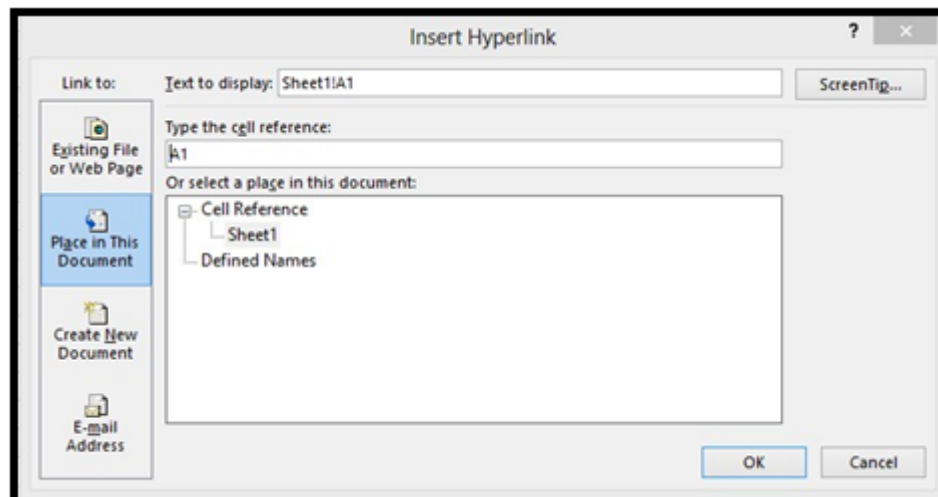 Insert Hyperlink
?
Link to:
Text to display: Sheet1!A1
ScreenTip...
Existing File
or Web Page
Place in This
Document
Create New
Document
E-mail
Address
Type the cell reference:
A1
Or select a place in this document:
Cell Reference
Sheet1
Defined Names
OK
Cancel